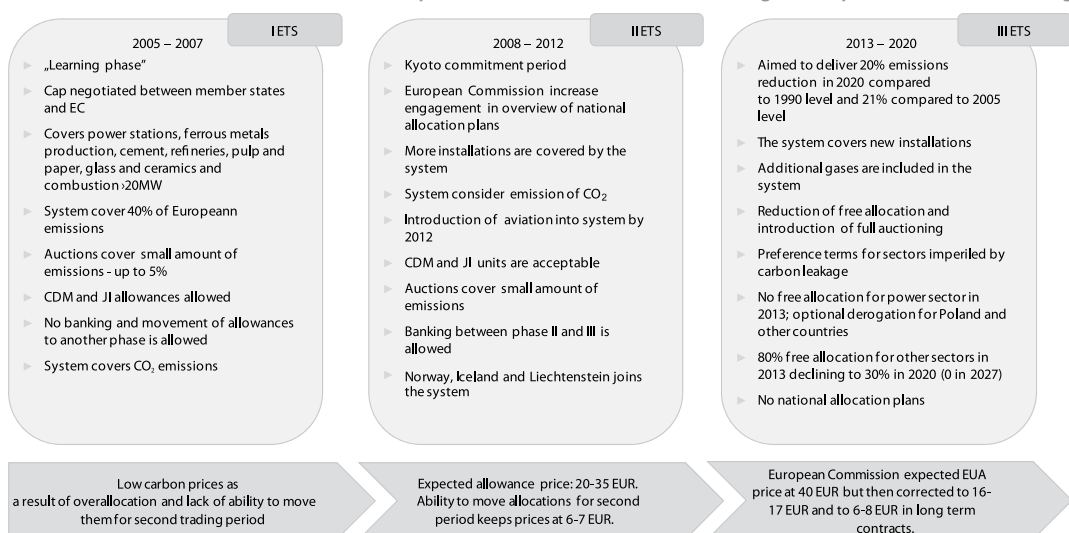 I ETS
2005 – 2007
„Learning phase”
Cap negotiated between member states
and EC
Covers power stations, ferrous metals
production, cement, refineries, pulp and
paper, glass and ceramics and
combustion ›20MW
System cover 40% of Europeann
emissions
Auctions cover small amount of
emissions - up to 5%
CDM and JI allowances allowed
No banking and movement of allowances
to another phase is allowed
System covers CO₂ emissions
Low carbon prices as
a result of overallocation and lack of ability to move
them for second trading period
II ETS
2008 – 2012
Kyoto commitment period
European Commission increase
engagement in overview of national
allocation plans
More installations are covered by the
system
System consider emission of CO₂
Introduction of aviation into system by
2012
CDM and JI units are acceptable
Auctions cover small amount of
emissions
Banking between phase II and III is
allowed
Norway, Iceland and Liechtenstein joins
the system
Expected allowance price: 20-35 EUR.
Ability to move allocations for second
period keeps prices at 6-7 EUR.
III ETS
2013 – 2020
Aimed to deliver 20% emissions
reduction in 2020 compared
to 1990 level and 21% compared to 2005
level
The system covers new installations
Additional gases are included in the
system
Reduction of free allocation and
introduction of full auctioning
Preference terms for sectors imperiled by
carbon leakage
No free allocation for power sector in
2013; optional derogation for Poland and
other countries
80% free allocation for other sectors in
2013 declining to 30% in 2020 (0 in 2027)
No national allocation plans
European Commission expected EUA
price at 40 EUR but then corrected to 16-
17 EUR and to 6-8 EUR in long term
contracts.